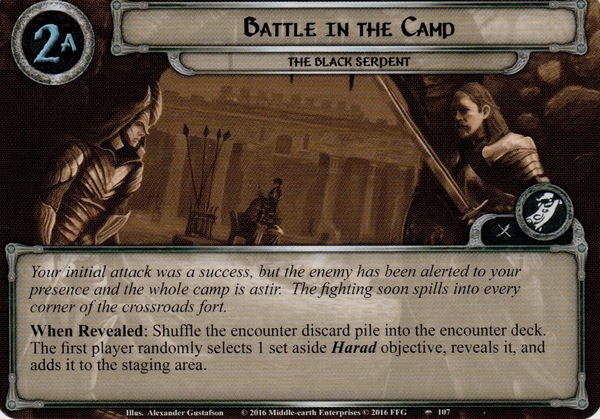 2A
BATTLE IN THE CAMP
THE BLACK SERPENT
X
Your initial attack was a success, but the enemy has been alerted to your
presence and the whole camp is astir. The fighting soon spills into every
corner of the crossroads fort.
When Revealed: Shuffle the encounter discard pile into the encounter deck.
The first player randomly selects 1 set aside Harad objective, reveals it, and
adds it to the staging area.
Illus. Alexander Gustafson © 2016 Middle-earth Enterprises © 2016 FFG 107